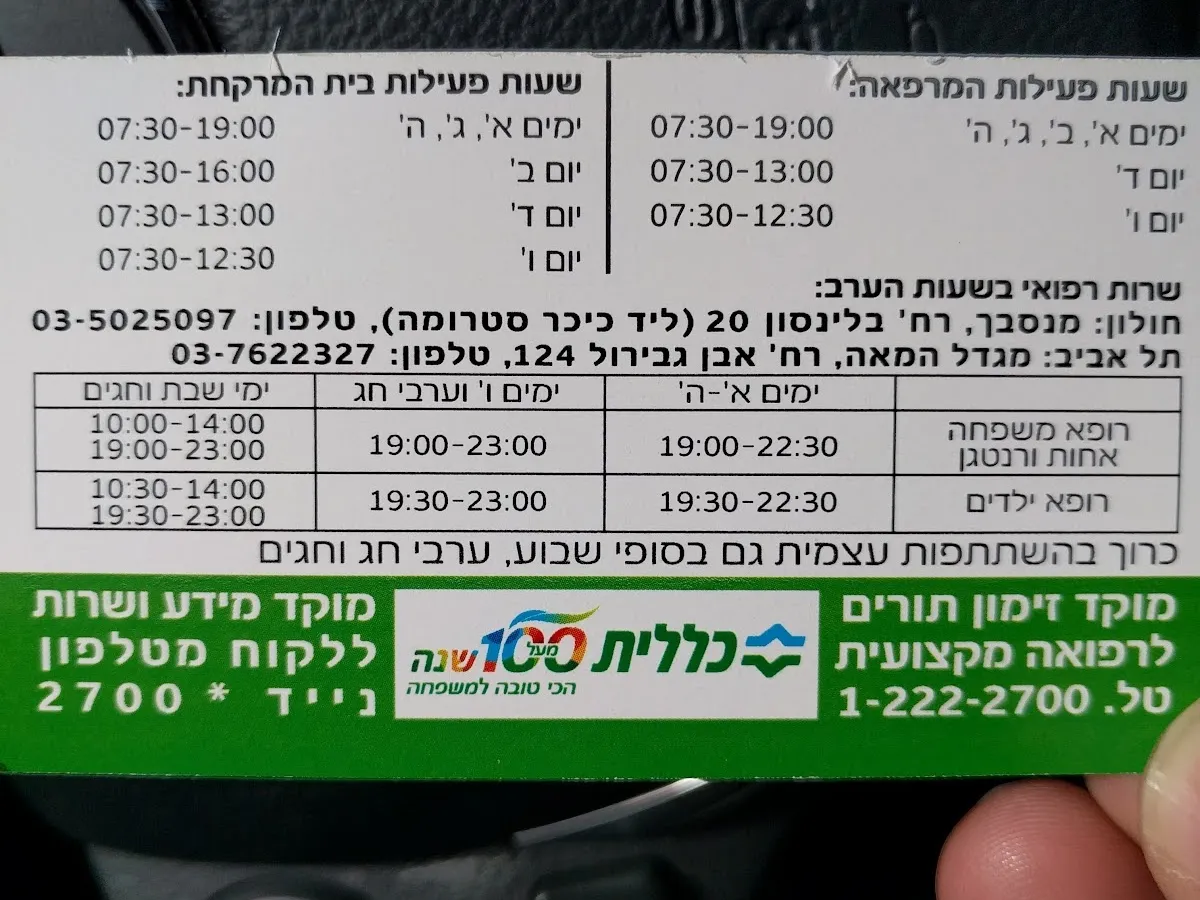 שעות פעילות המרפאה:
ימים א', ב', ג', ה' 07:30-19:00
יום ד' 07:30-13:00
יום ו' 07:30-12:30
שעות פעילות בית המרקחת:
ימים א', ג', ה' 07:30-19:00
יום ב' 07:30-16:00
יום ד' 07:30-13:00
יום ו' 07:30-12:30
שרות רפואי בשעות הערב:
חולון: מנסבך, רח' בלינסון 20 (ליד כיכר סטרומה), טלפון: 03-5025097
תל אביב: מגדל המאה, רח' אבן גבירול 124, טלפון: 03-7622327
ימים א'-ה' ימים ו' וערבי חג ימי שבת וחגים
רופא משפחה
אחות ורנטגן
19:00-22:30 19:00-23:00
10:00-14:00
19:00-23:00
רופא ילדים 19:30-22:30 19:30-23:00
10:30-14:00
19:30-23:00
כרוך בהשתתפות עצמית גם בסופי שבוע, ערבי חג וחגים
מוקד זימון תורים
לרפואה מקצועית
טל. 1-222-2700
כללית מעל 100 שנה
הכי טובה למשפחה
מוקד מידע ושרות
ללקוח מטלפון
נייד * 2700